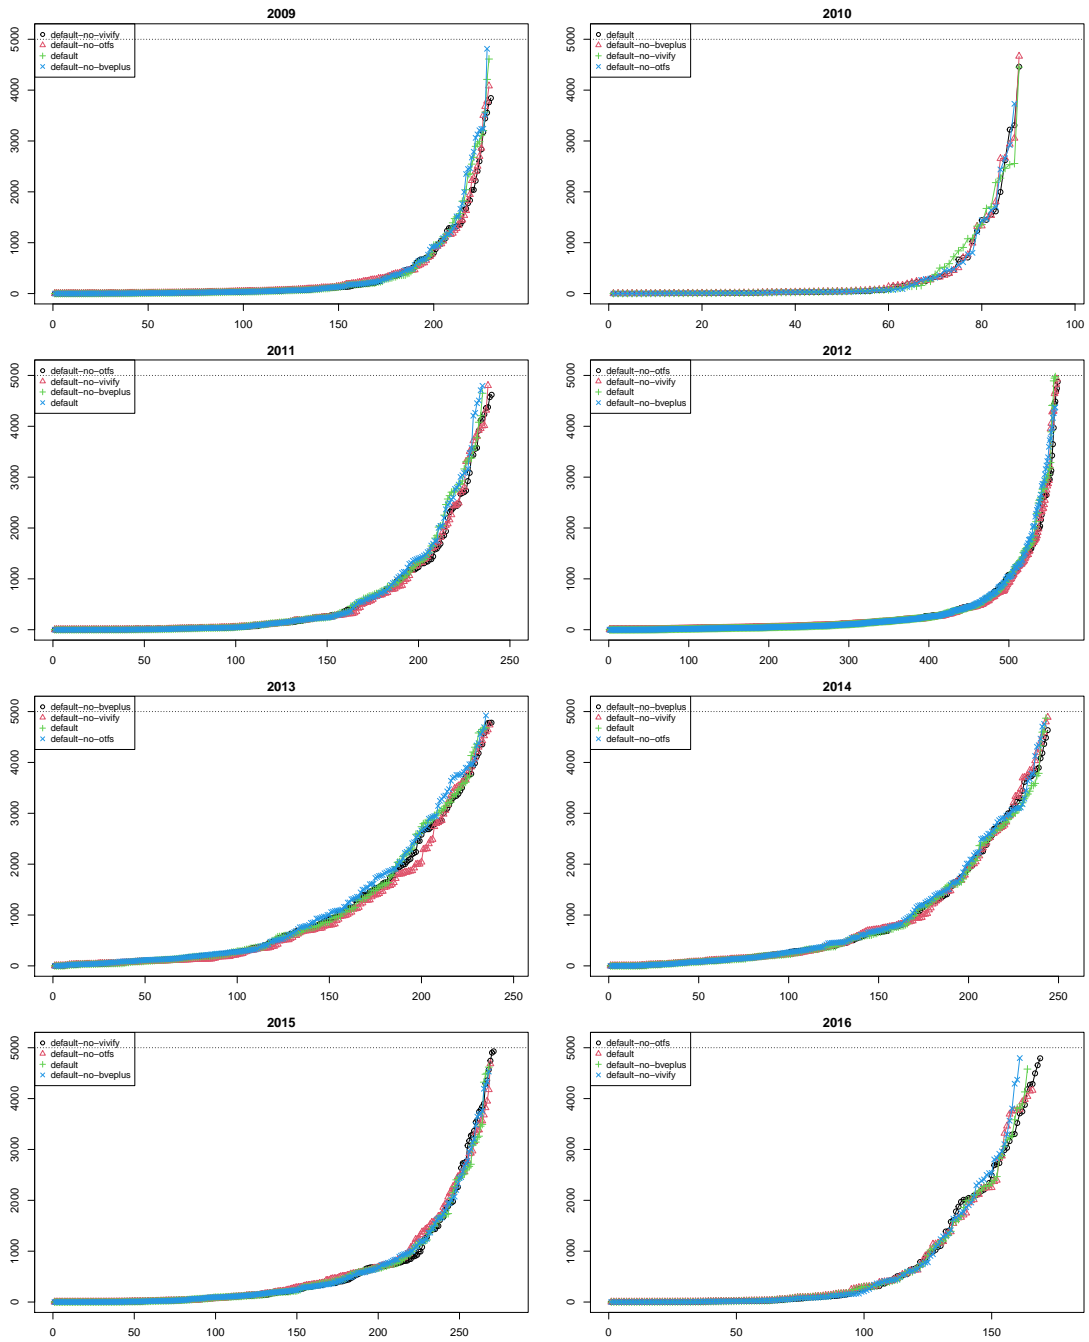 2009
default-no-vivify
default-no-otfs
default
default-no-bveplus
0 1000 2000 3000 4000 5000
0 50 100 150 200
2010
default
default-no-bveplus
default-no-vivify
default-no-otfs
0 1000 2000 3000 4000 5000
0 20 40 60 80 100
2011
default-no-otfs
default-no-vivify
default-no-bveplus
default
0 1000 2000 3000 4000 5000
0 50 100 150 200 250
2012
default-no-otfs
default-no-vivify
default
default-no-bveplus
0 1000 2000 3000 4000 5000
0 100 200 300 400 500
2013
default-no-bveplus
default-no-vivify
default
default-no-otfs
0 1000 2000 3000 4000 5000
0 50 100 150 200 250
2014
default-no-bveplus
default-no-vivify
default
default-no-otfs
0 1000 2000 3000 4000 5000
0 50 100 150 200 250
2015
default-no-vivify
default-no-otfs
default
default-no-bveplus
0 1000 2000 3000 4000 5000
0 50 100 150 200 250
2016
default-no-otfs
default
default-no-bveplus
default-no-vivify
0 1000 2000 3000 4000 5000
0 50 100 150